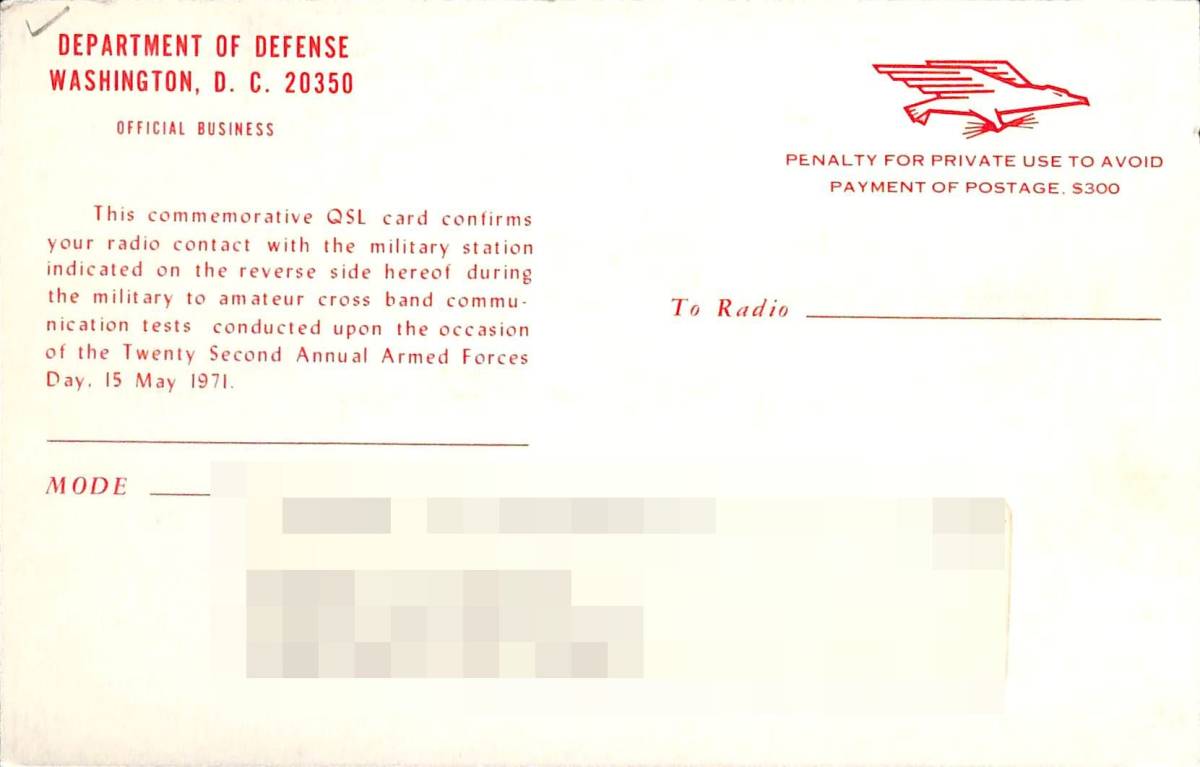 DEPARTMENT OF DEFENSE
WASHINGTON, D. C. 20350
OFFICIAL BUSINESS
PENALTY FOR PRIVATE USE TO AVOID
PAYMENT OF POSTAGE. $300
This commemorative QSL card confirms
your radio contact with the military station
indicated on the reverse side hereof during
the military to amateur cross band commu-
nication tests conducted upon the occasion
of the Twenty Second Annual Armed Forces
Day. 15 May 1971.
To Radio
MODE